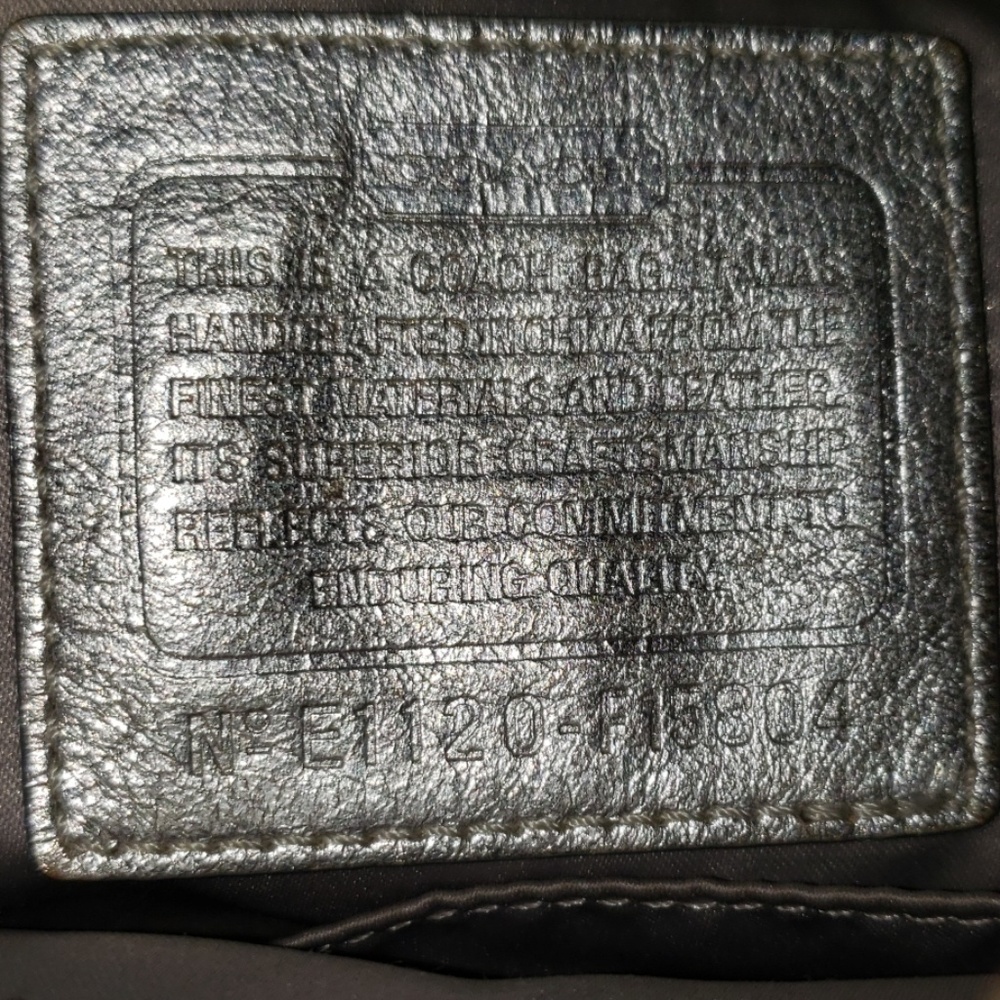 COACH
THIS IS A COACH BAG. IT WAS
HANDCRAFTED IN CHINA FROM THE
FINEST MATERIALS AND LEATHER.
ITS SUPERIOR CRAFTSMANSHIP
REFLECTS OUR COMMITMENT TO
ENDURING QUALITY.
Nº E1120-F15804